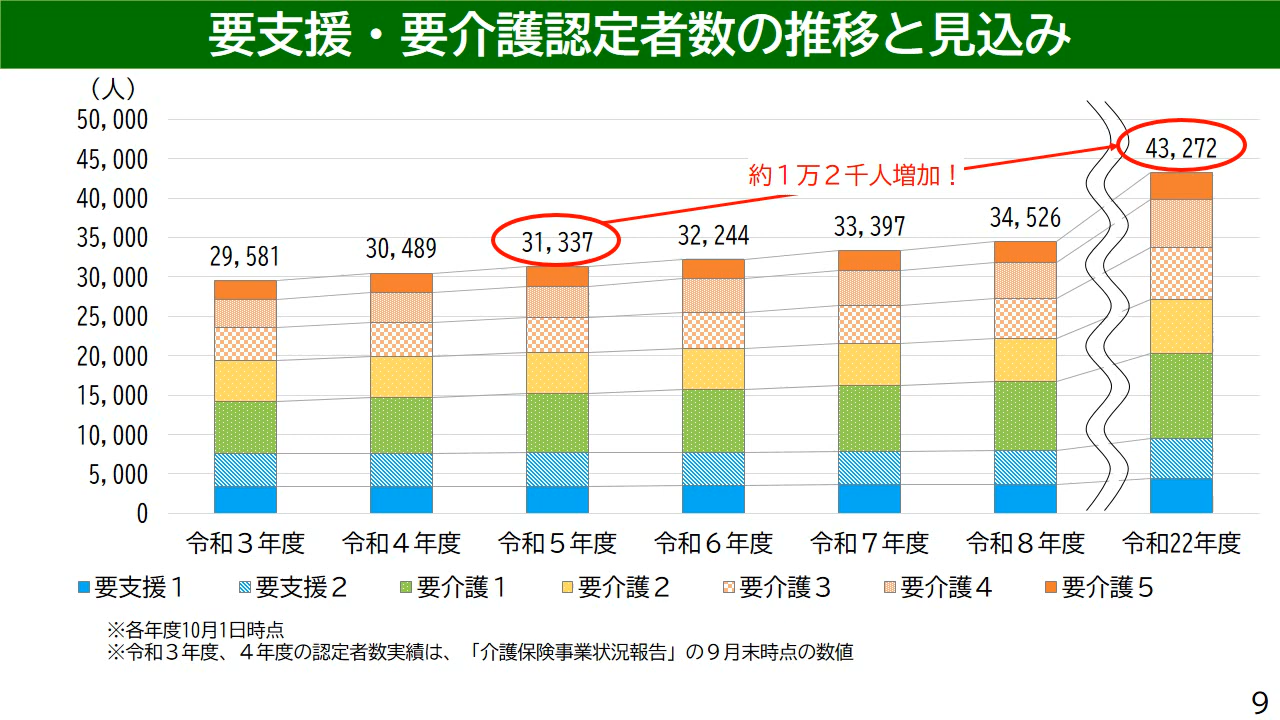 要支援・要介護認定者数の推移と見込み
（人）
50,000
45,000
40,000
35,000
30,000
25,000
20,000
15,000
10,000
5,000
0
29,581
30,489
31,337
32,244
33,397
34,526
43,272
約１万２千人増加！
令和３年度
令和４年度
令和５年度
令和６年度
令和７年度
令和８年度
令和22年度
要支援１
要支援２
要介護１
要介護２
要介護３
要介護４
要介護５
※各年度10月1日時点
※令和３年度、４年度の認定者数実績は、「介護保険事業状況報告」の９月末時点の数値
9